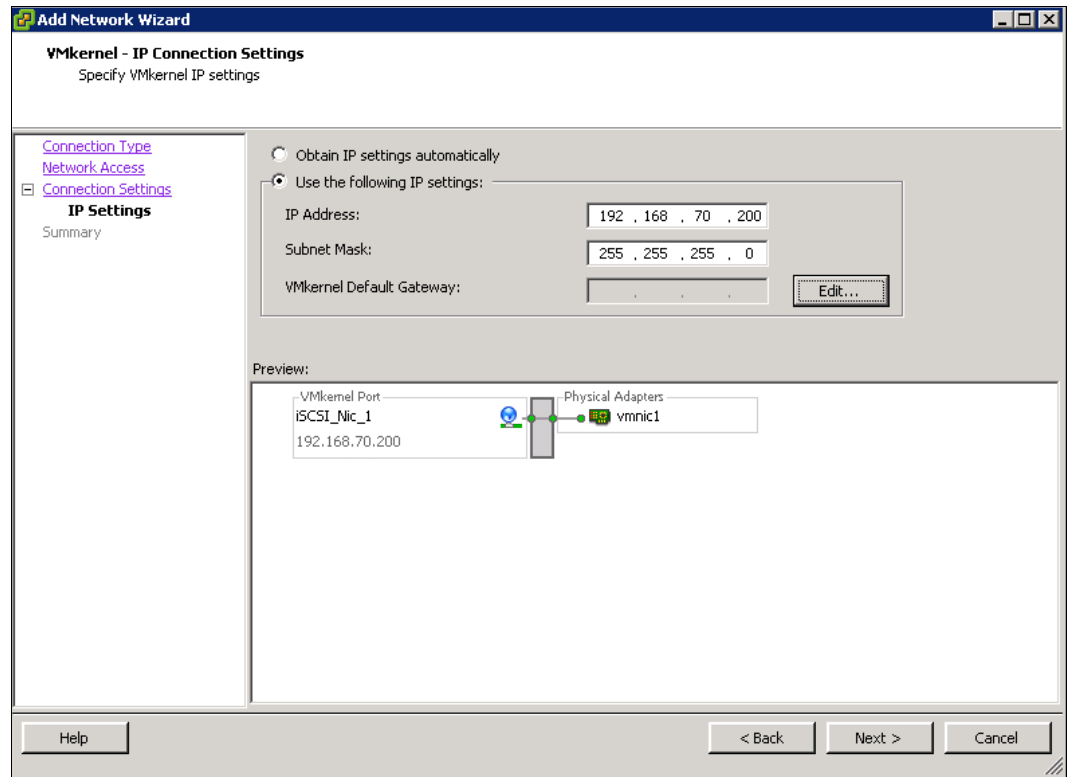 Add Network Wizard
VMkernel - IP Connection Settings
Specify VMkernel IP settings
Connection Type
Network Access
Connection Settings
IP Settings
Summary
Obtain IP settings automatically
Use the following IP settings:
IP Address: 192 . 168 . 70 . 200
Subnet Mask: 255 . 255 . 255 . 0
VMkernel Default Gateway: . . . Edit...
Preview:
VMkernel Port Physical Adapters
iSCSI_Nic_1 vmnic1
192.168.70.200
Help < Back Next > Cancel